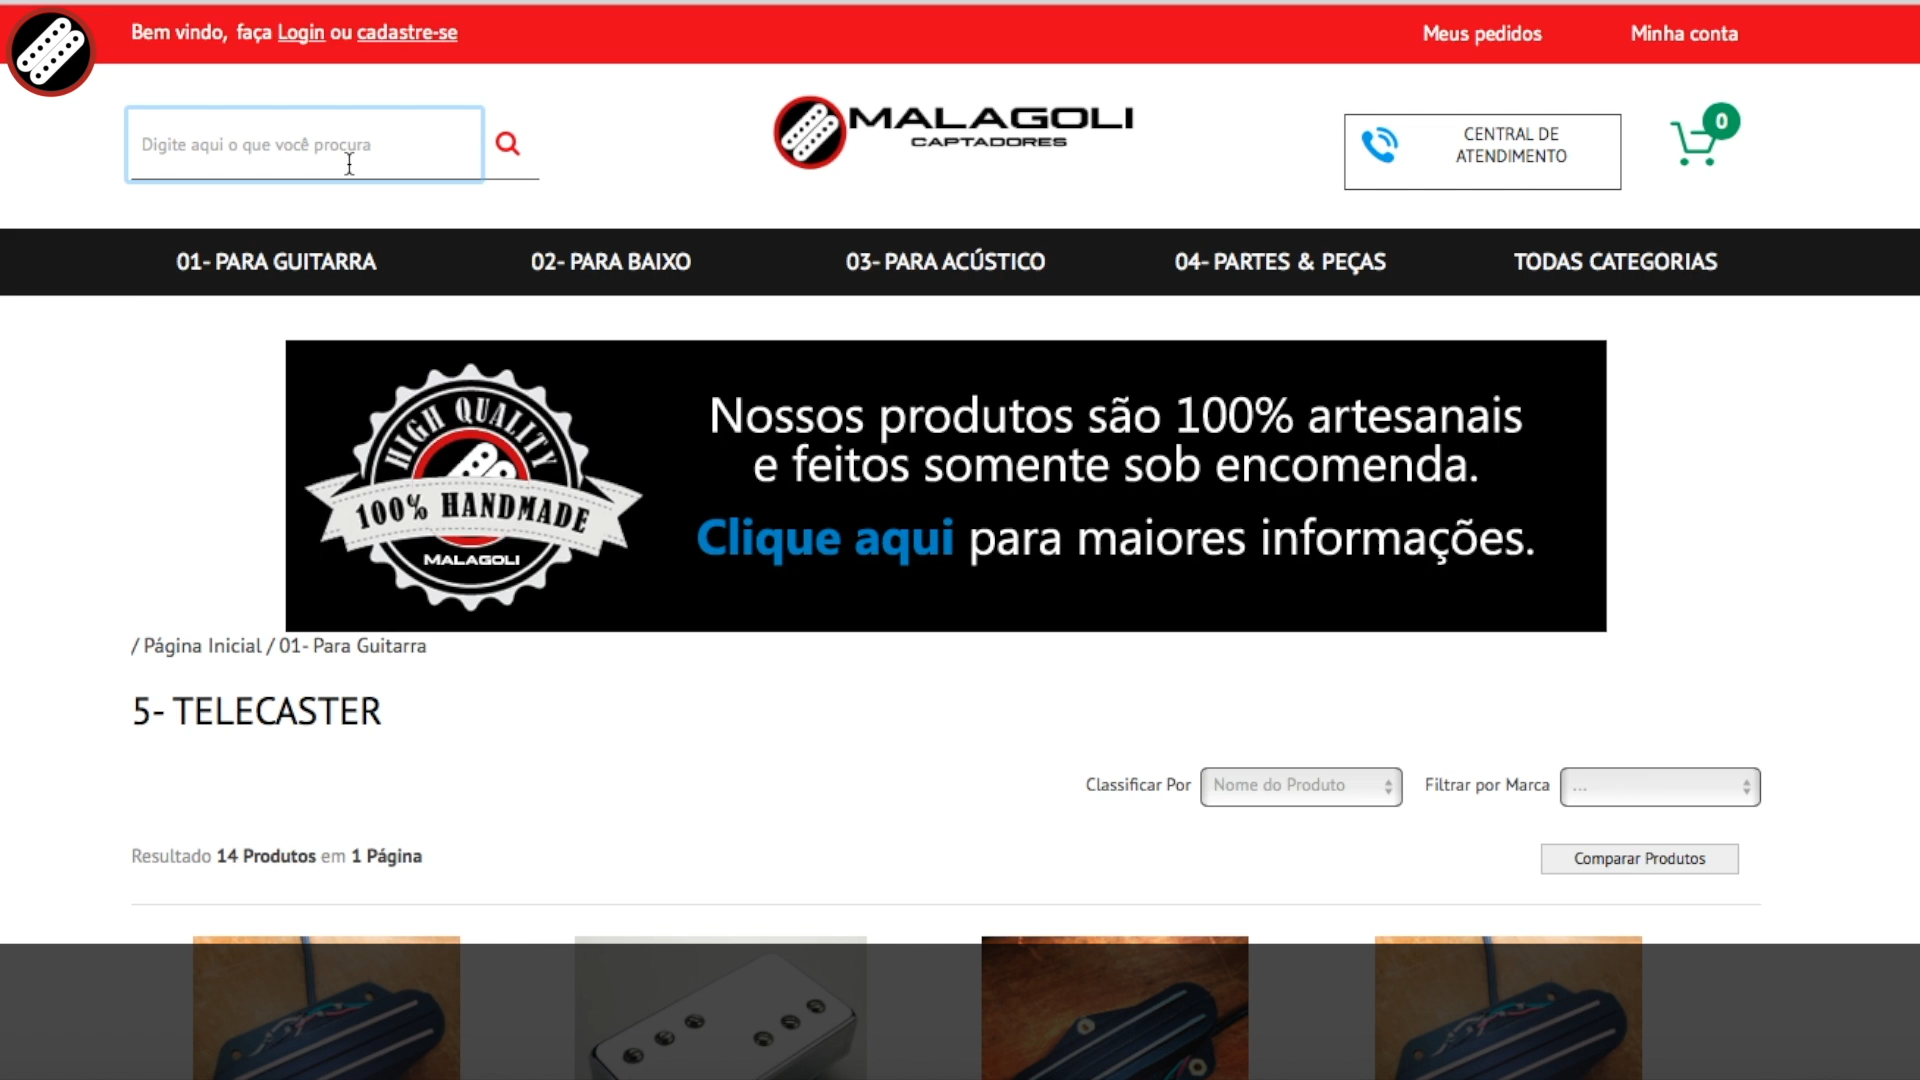 Bem vindo, faça Login ou cadastre-se
Meus pedidos
Minha conta
Digite aqui o que você procura
MALAGOLI
CAPTADORES
CENTRAL DE
ATENDIMENTO
0
01- PARA GUITARRA
02- PARA BAIXO
03- PARA ACÚSTICO
04- PARTES & PEÇAS
TODAS CATEGORIAS
HIGH QUALITY
100% HANDMADE
MALAGOLI
Nossos produtos são 100% artesanais
e feitos somente sob encomenda.
Clique aqui para maiores informações.
/ Página Inicial / 01- Para Guitarra
5- TELECASTER
Classificar Por
Nome do Produto
Filtrar por Marca
...
Resultado 14 Produtos em 1 Página
Comparar Produtos